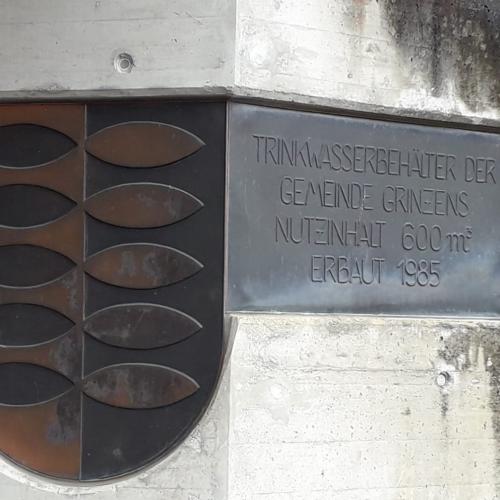 TRINKWASSERBEHÄLTER DER
GEMEINDE GRINZENS
NUTZINHALT 600 m³
ERBAUT 1985